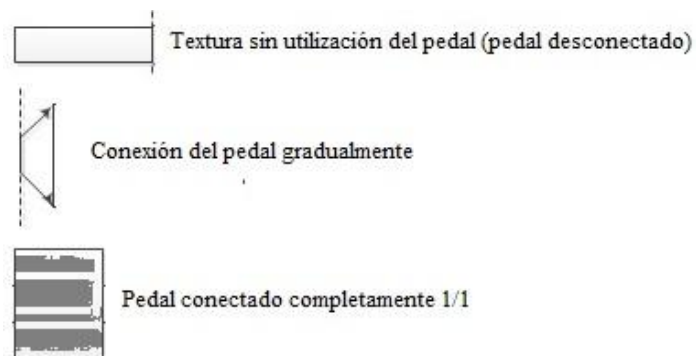 Textura sin utilización del pedal (pedal desconectado)
Conexión del pedal gradualmente
Pedal conectado completamente 1/1